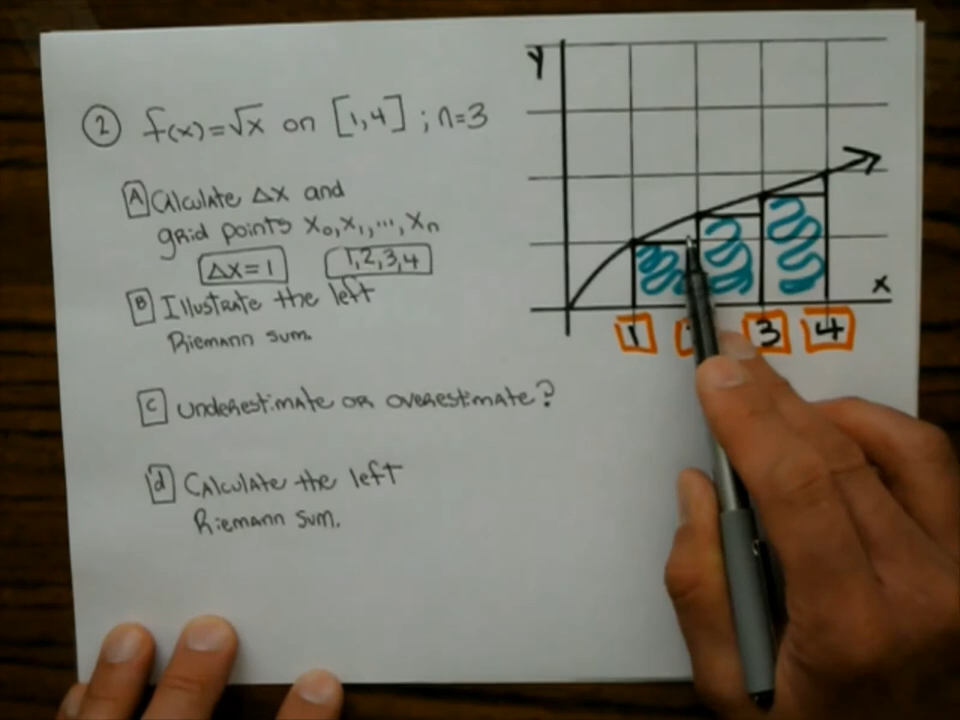 ② f(x)=√x on [1,4] ; n=3
A Calculate Δx and
grid points x₀,x₁,...,xₙ
Δx=1 1,2,3,4
B Illustrate the left
Riemann sum.
C Underestimate or overestimate?
d Calculate the left
Riemann sum.
y
x
1 3 4